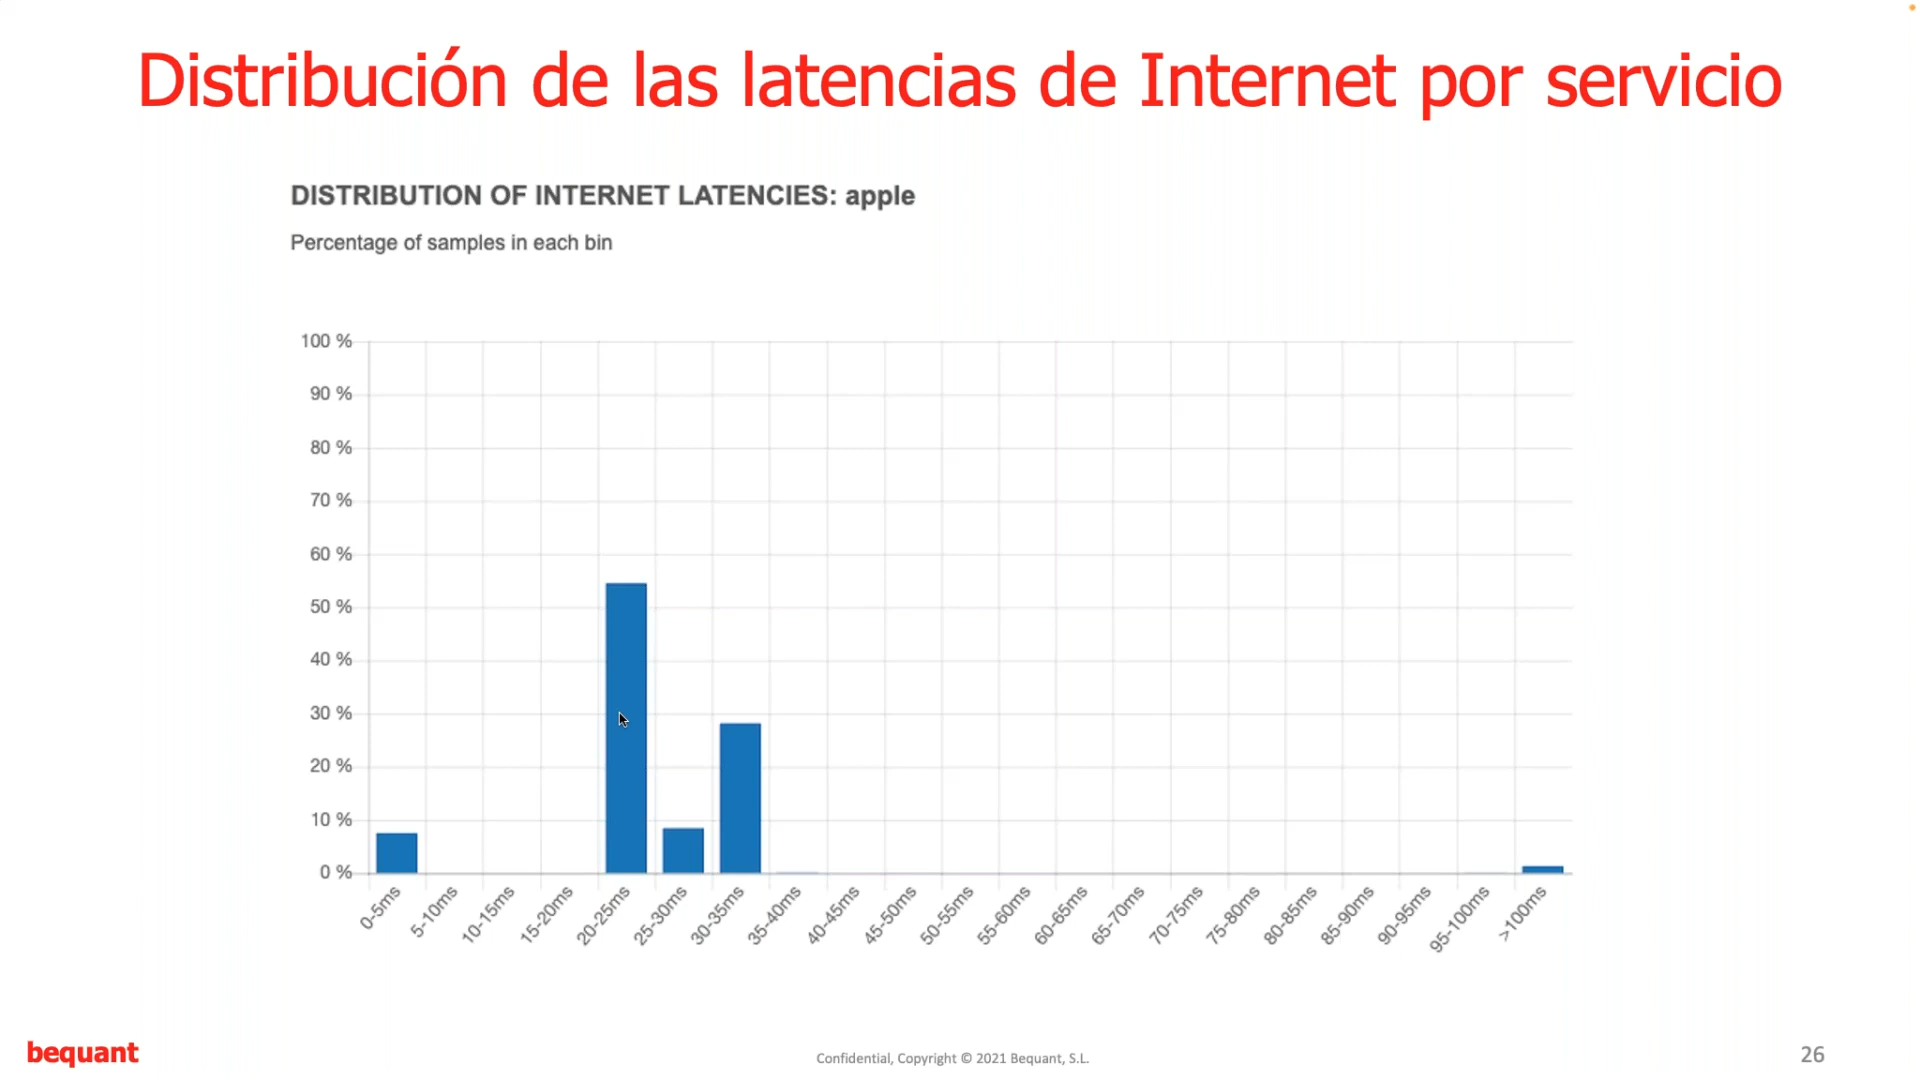 Distribución de las latencias de Internet por servicio
DISTRIBUTION OF INTERNET LATENCIES: apple
Percentage of samples in each bin
100 %
90 %
80 %
70 %
60 %
50 %
40 %
30 %
20 %
10 %
0 %
0-5ms
5-10ms
10-15ms
15-20ms
20-25ms
25-30ms
30-35ms
35-40ms
40-45ms
45-50ms
50-55ms
55-60ms
60-65ms
65-70ms
70-75ms
75-80ms
80-85ms
85-90ms
90-95ms
95-100ms
>100ms
bequant
Confidential, Copyright © 2021 Bequant, S.L.
26